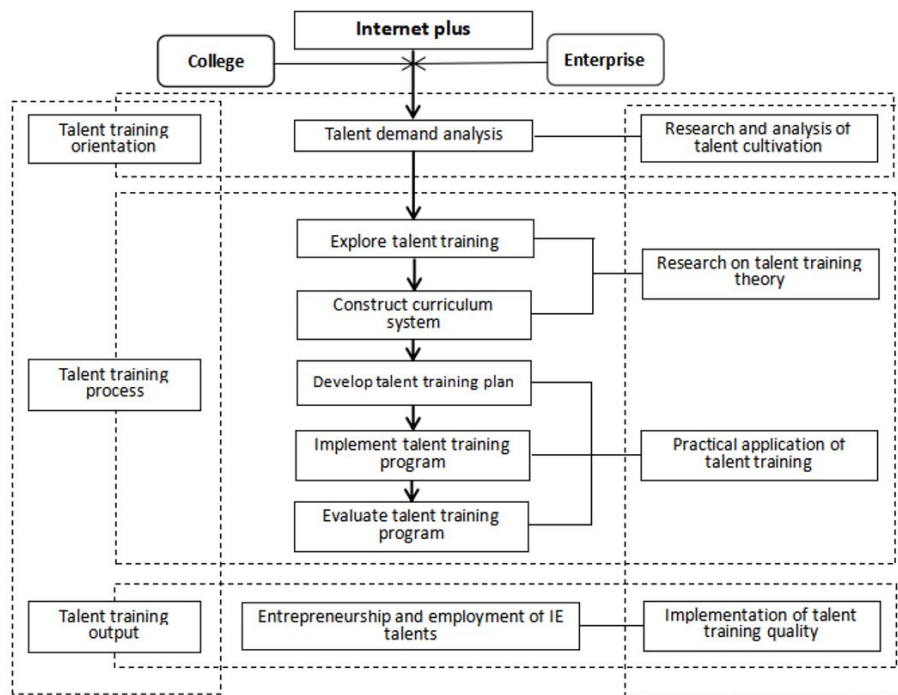 Internet plus
College
Enterprise
Talent training
orientation
Talent demand analysis
Research and analysis of
talent cultivation
Explore talent training
Research on talent training
theory
Construct curriculum
system
Talent training
process
Develop talent training plan
Implement talent training
program
Practical application of
talent training
Evaluate talent training
program
Talent training
output
Entrepreneurship and employment of IE
talents
Implementation of talent
training quality